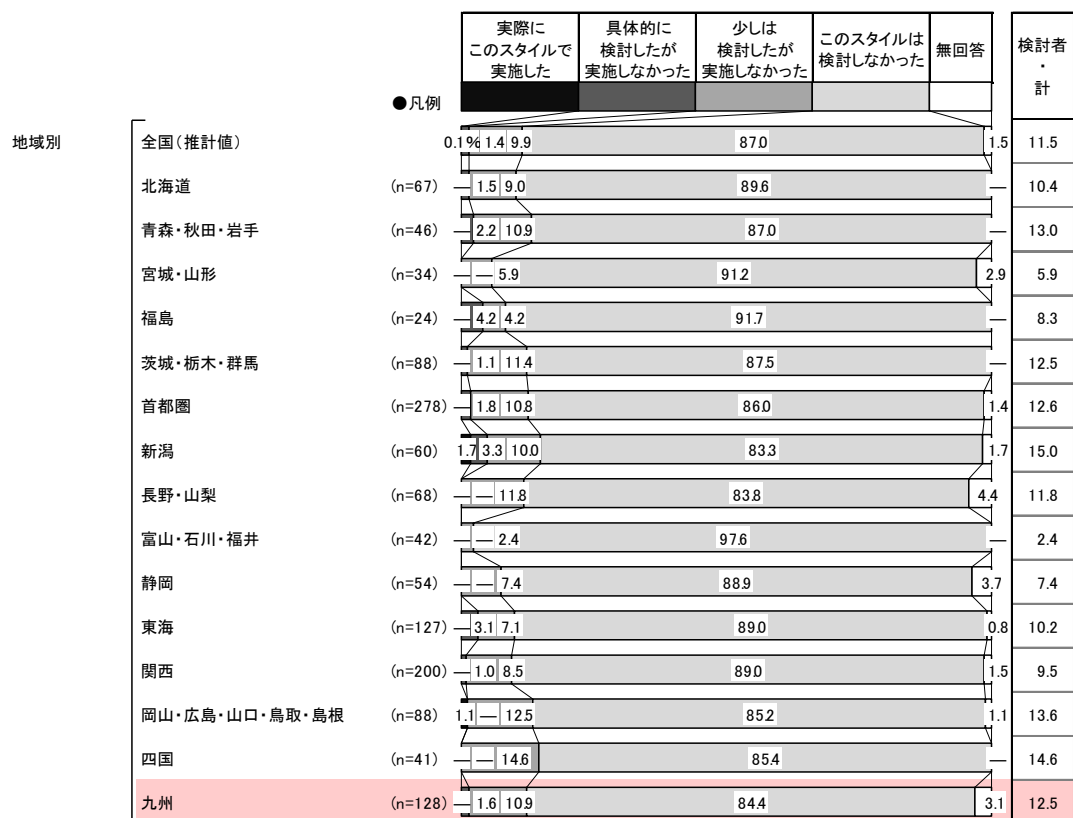 実際に
このスタイルで
実施した
具体的に
検討したが
実施しなかった
少しは
検討したが
実施しなかった
このスタイルは
検討しなかった
無回答
検討者
・
計
●凡例
地域別
全国(推計値) 0.1% 1.4 9.9 87.0 1.5 11.5
北海道 (n=67) — 1.5 9.0 89.6 — 10.4
青森・秋田・岩手 (n=46) — 2.2 10.9 87.0 — 13.0
宮城・山形 (n=34) — — 5.9 91.2 2.9 5.9
福島 (n=24) — 4.2 4.2 91.7 — 8.3
茨城・栃木・群馬 (n=88) — 1.1 11.4 87.5 — 12.5
首都圏 (n=278) — 1.8 10.8 86.0 1.4 12.6
新潟 (n=60) 1.7 3.3 10.0 83.3 1.7 15.0
長野・山梨 (n=68) — — 11.8 83.8 4.4 11.8
富山・石川・福井 (n=42) — — 2.4 97.6 — 2.4
静岡 (n=54) — — 7.4 88.9 3.7 7.4
東海 (n=127) — 3.1 7.1 89.0 0.8 10.2
関西 (n=200) — 1.0 8.5 89.0 1.5 9.5
岡山・広島・山口・鳥取・島根 (n=88) 1.1 — 12.5 85.2 1.1 13.6
四国 (n=41) — — 14.6 85.4 — 14.6
九州 (n=128) — 1.6 10.9 84.4 3.1 12.5